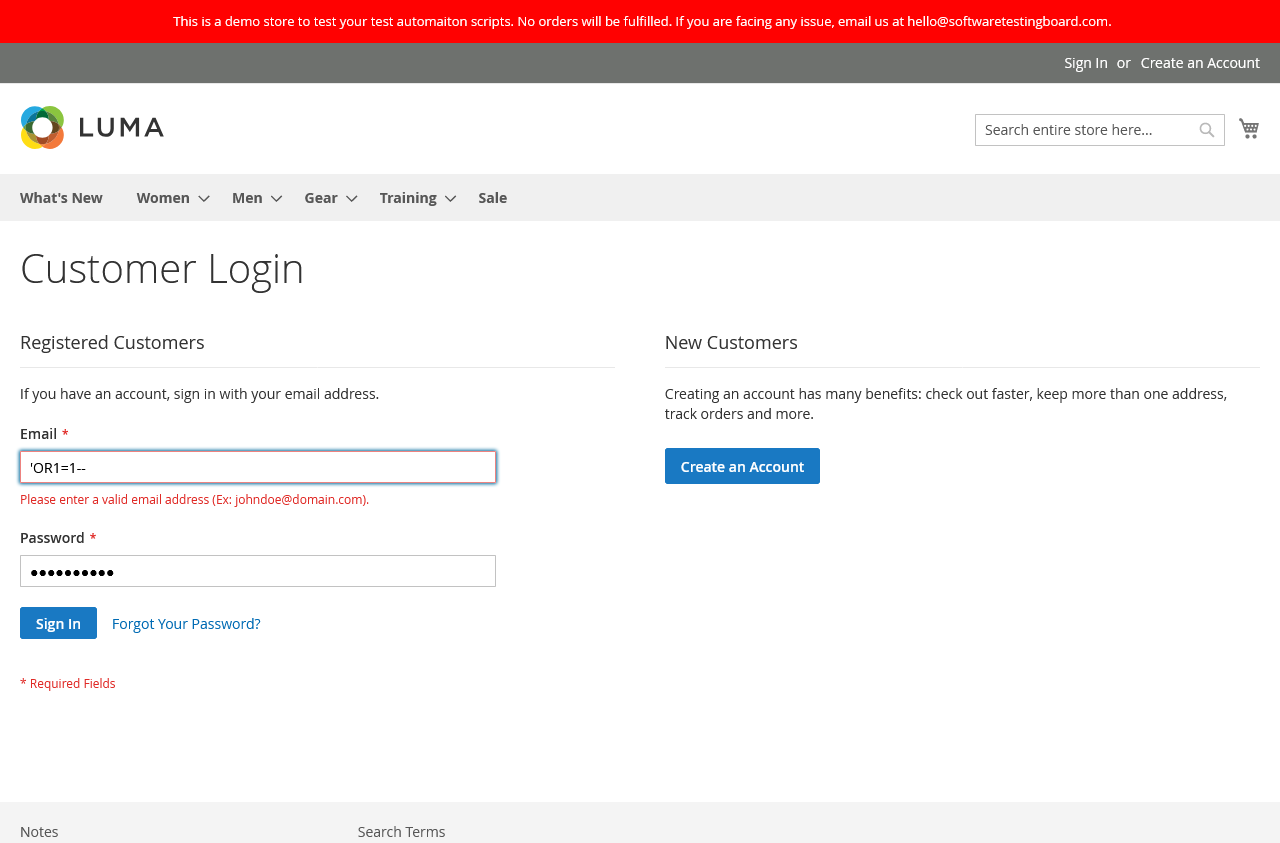 This is a demo store to test your test automaiton scripts. No orders will be fulfilled. If you are facing any issue, email us at hello@softwaretestingboard.com.
Sign In or Create an Account
LUMA
Search entire store here...
What's New Women Men Gear Training Sale
Customer Login
Registered Customers
If you have an account, sign in with your email address.
Email *
'OR1=1--
Please enter a valid email address (Ex: johndoe@domain.com).
Password *
••••••••••
Sign In Forgot Your Password?
* Required Fields
New Customers
Creating an account has many benefits: check out faster, keep more than one address,
track orders and more.
Create an Account
Notes
Search Terms